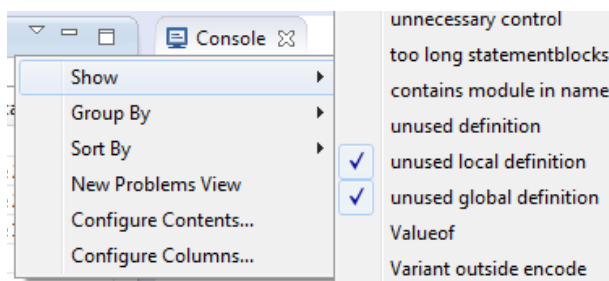 Console
Show
Group By
Sort By
New Problems View
Configure Contents...
Configure Columns...
unnecessary control
too long statementblocks
contains module in name
unused definition
unused local definition
unused global definition
Valueof
Variant outside encode